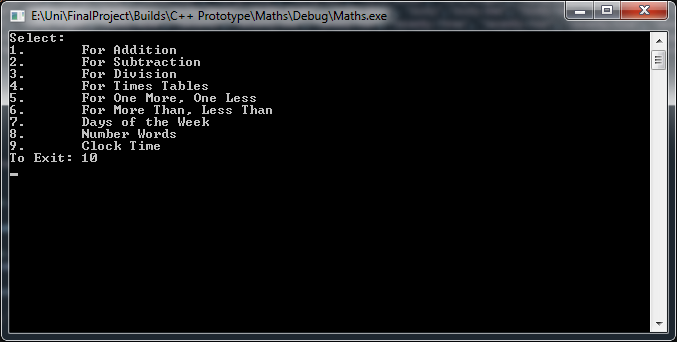 E:\Uni\FinalProject\Builds\C++ Prototype\Maths\Debug\Maths.exe
Select:
1. For Addition
2. For Subtraction
3. For Division
4. For Times Tables
5. For One More, One Less
6. For More Than, Less Than
7. Days of the Week
8. Number Words
9. Clock Time
To Exit: 10